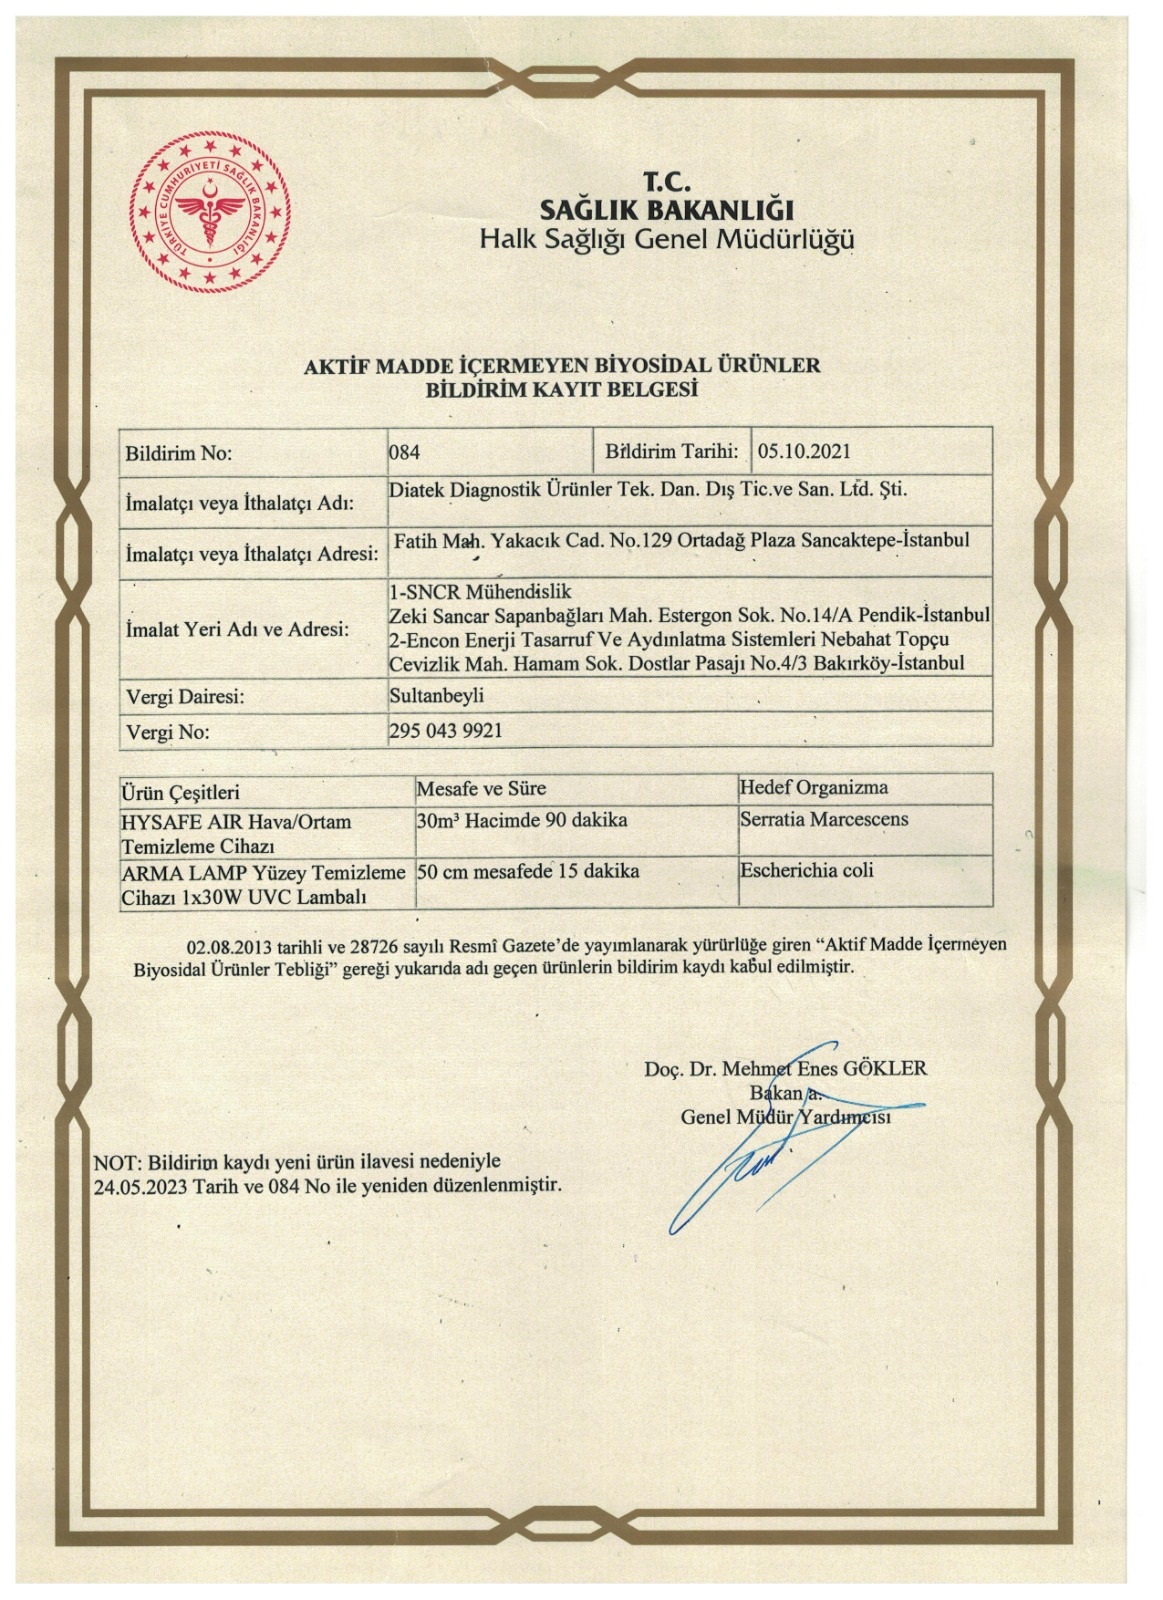 TÜRKİYE CUMHURİYETİ SAĞLIK BAKANLIĞI
T.C.
SAĞLIK BAKANLIĞI
Halk Sağlığı Genel Müdürlüğü
AKTİF MADDE İÇERMEYEN BİYOSİDAL ÜRÜNLER
BİLDİRİM KAYIT BELGESİ
Bildirim No: 084 Bildirim Tarihi: 05.10.2021
İmalatçı veya İthalatçı Adı: Diatek Diagnostik Ürünler Tek. Dan. Dış Tic.ve San. Ltd. Şti.
İmalatçı veya İthalatçı Adresi: Fatih Mah. Yakacık Cad. No.129 Ortadağ Plaza Sancaktepe-İstanbul
İmalat Yeri Adı ve Adresi: 1-SNCR Mühendislik
Zeki Sancar Sapanbağları Mah. Estergon Sok. No.14/A Pendik-İstanbul
2-Encon Enerji Tasarruf Ve Aydınlatma Sistemleri Nebahat Topçu
Cevizlik Mah. Hamam Sok. Dostlar Pasajı No.4/3 Bakırköy-İstanbul
Vergi Dairesi: Sultanbeyli
Vergi No: 295 043 9921
Ürün Çeşitleri Mesafe ve Süre Hedef Organizma
HYSAFE AIR Hava/Ortam 30m³ Hacimde 90 dakika Serratia Marcescens
Temizleme Cihazı
ARMA LAMP Yüzey Temizleme 50 cm mesafede 15 dakika Escherichia coli
Cihazı 1x30W UVC Lambalı
02.08.2013 tarihli ve 28726 sayılı Resmî Gazete’de yayımlanarak yürürlüğe giren “Aktif Madde İçermeyen
Biyosidal Ürünler Tebliği” gereği yukarıda adı geçen ürünlerin bildirim kaydı kabul edilmiştir.
Doç. Dr. Mehmet Enes GÖKLER
Bakan a.
Genel Müdür Yardımcısı
NOT: Bildirim kaydı yeni ürün ilavesi nedeniyle
24.05.2023 Tarih ve 084 No ile yeniden düzenlenmiştir.